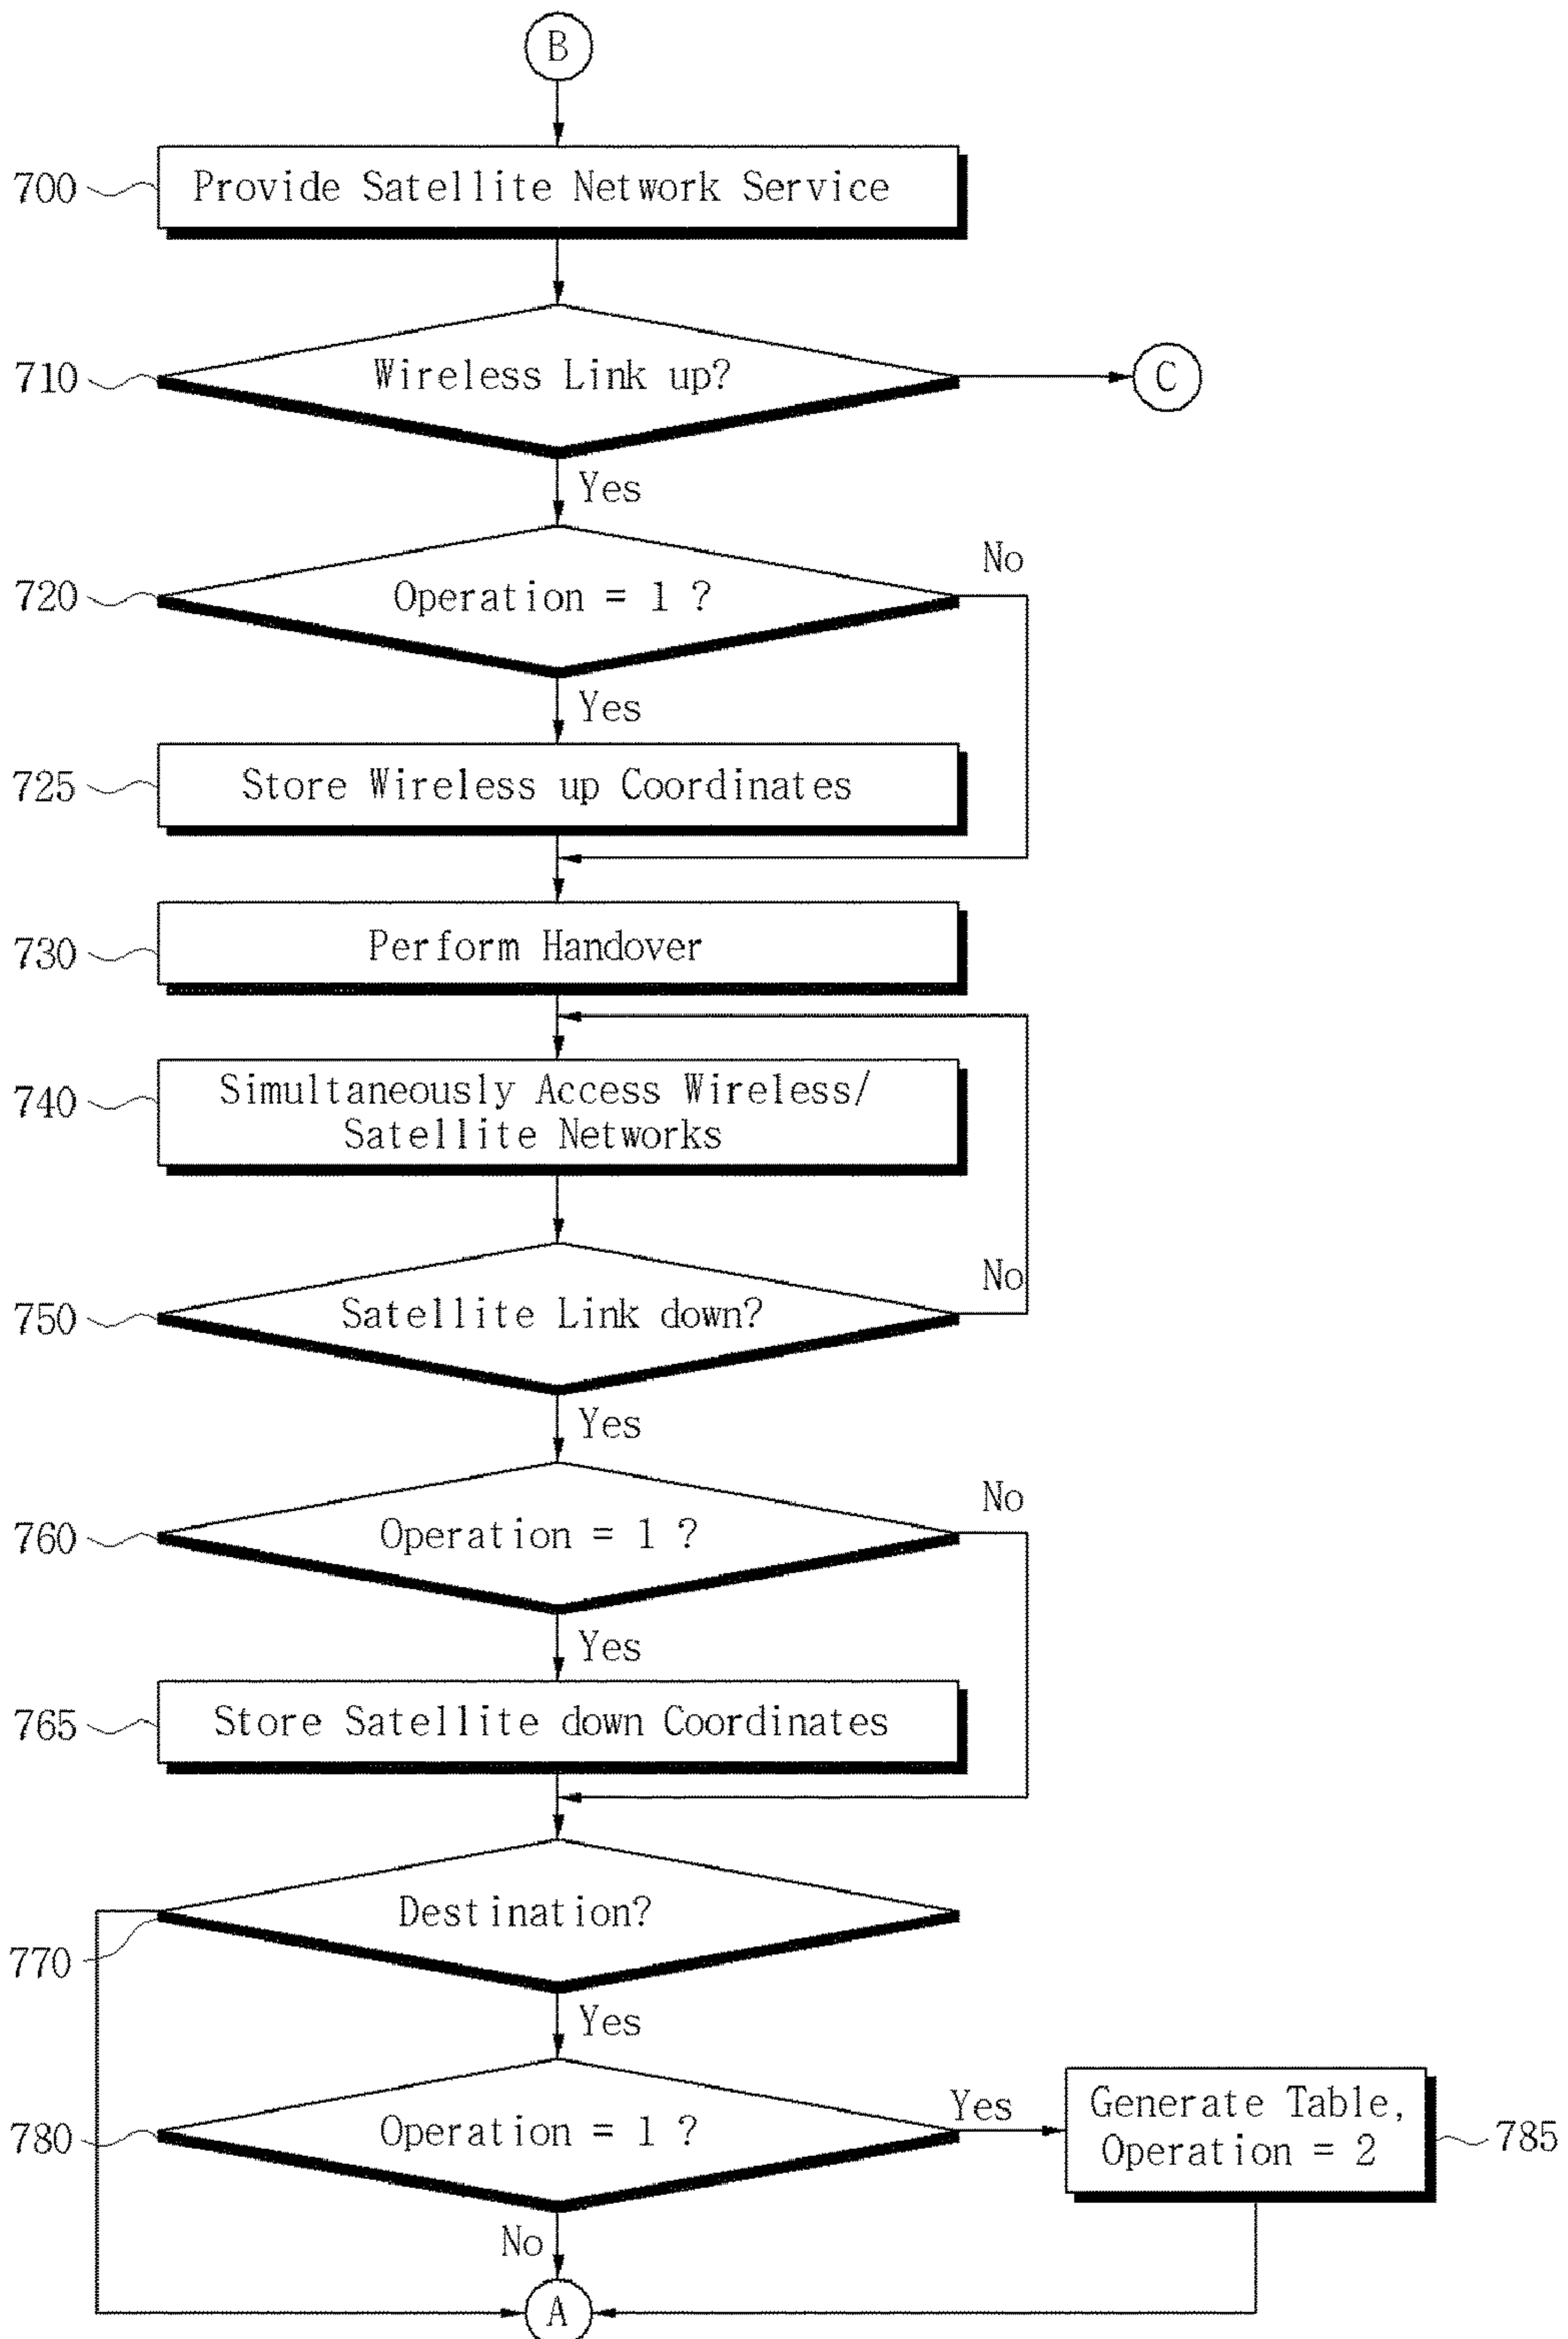 B
700
Provide Satellite Network Service
710
Wireless Link up?
C
Yes
No
720
Operation = 1 ?
Yes
725
Store Wireless up Coordinates
730
Perform Handover
740
Simultaneously Access Wireless/
Satellite Networks
No
750
Satellite Link down?
Yes
No
760
Operation = 1 ?
Yes
765
Store Satellite down Coordinates
Destination?
770
Yes
780
Operation = 1 ?
Yes
Generate Table,
Operation = 2
785
No
A